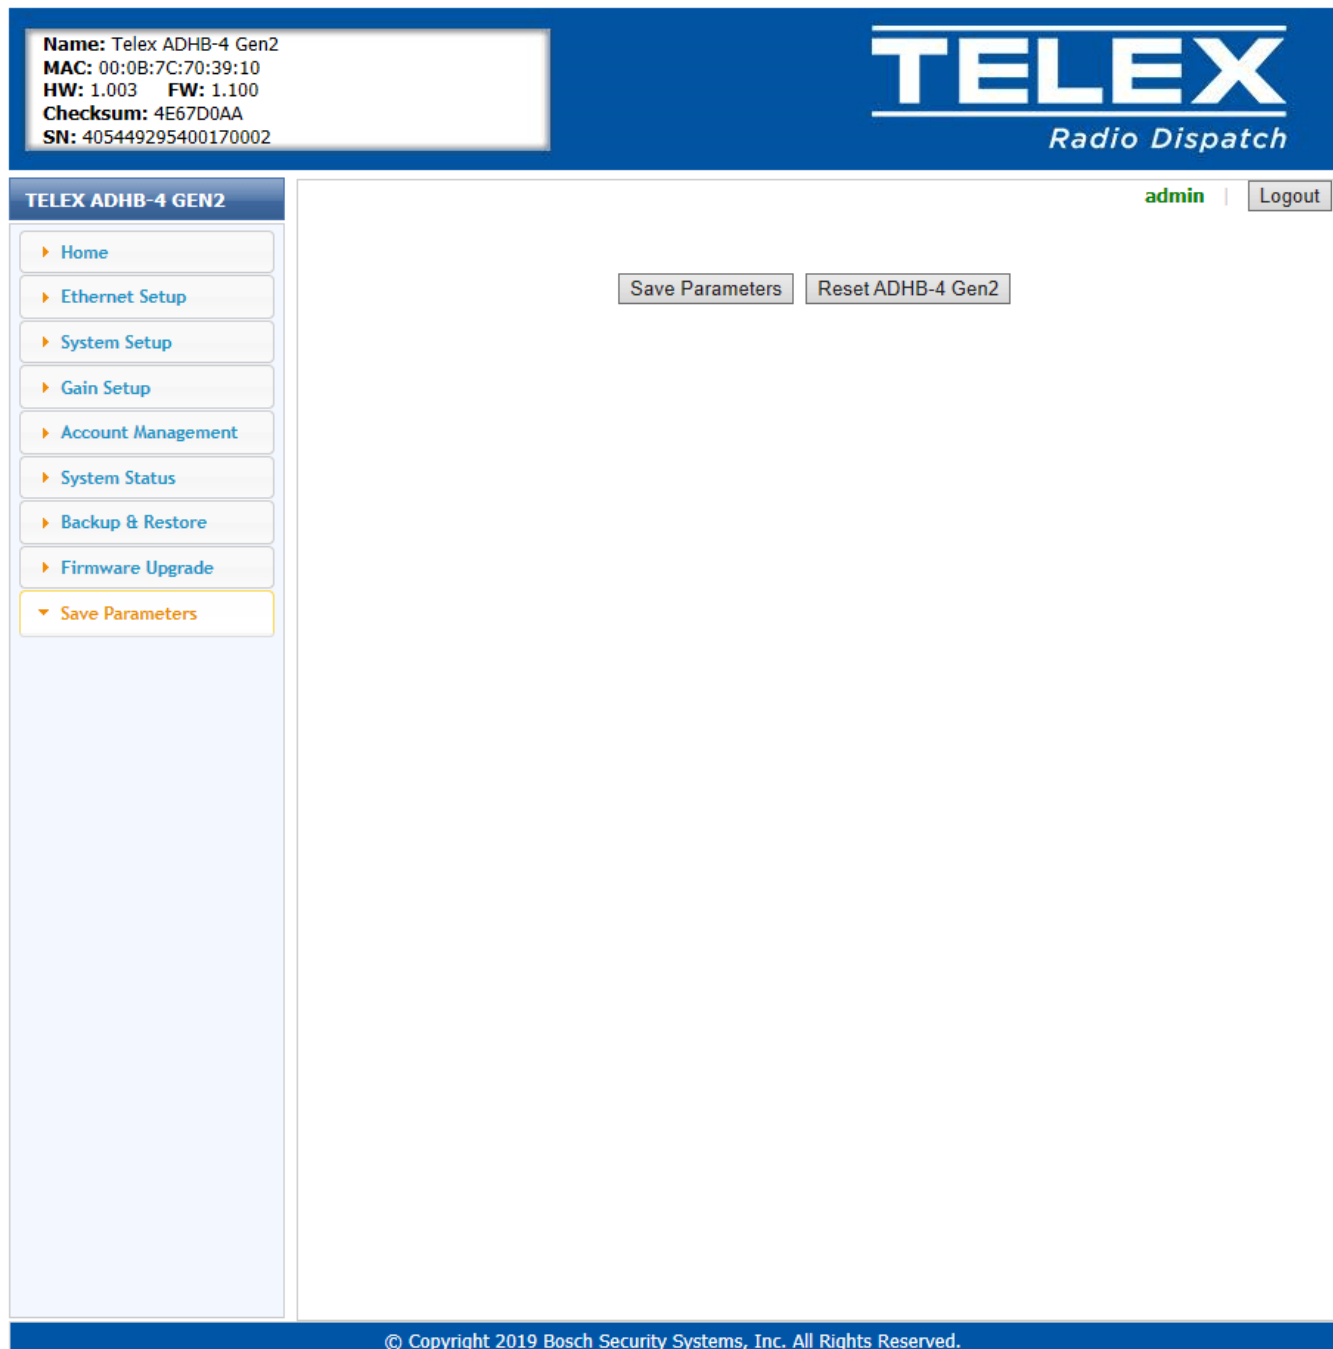 Name: Telex ADHB-4 Gen2
MAC: 00:0B:7C:70:39:10
HW: 1.003 FW: 1.100
Checksum: 4E67D0AA
SN: 405449295400170002
TELEX
Radio Dispatch
TELEX ADHB-4 GEN2
admin | Logout
Home
Ethernet Setup
System Setup
Gain Setup
Account Management
System Status
Backup & Restore
Firmware Upgrade
Save Parameters
Save Parameters Reset ADHB-4 Gen2
© Copyright 2019 Bosch Security Systems, Inc. All Rights Reserved.